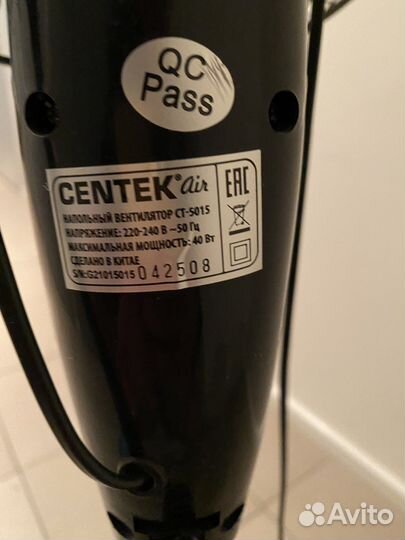 QC
Pass
CENTEK® air
НАПОЛЬНЫЙ ВЕНТИЛЯТОР CT-5015
НАПРЯЖЕНИЕ: 220-240 В ~50 Гц
МАКСИМАЛЬНАЯ МОЩНОСТЬ: 40 Вт
СДЕЛАНО В КИТАЕ
S/N:G21015015 042508
EAC
Avito